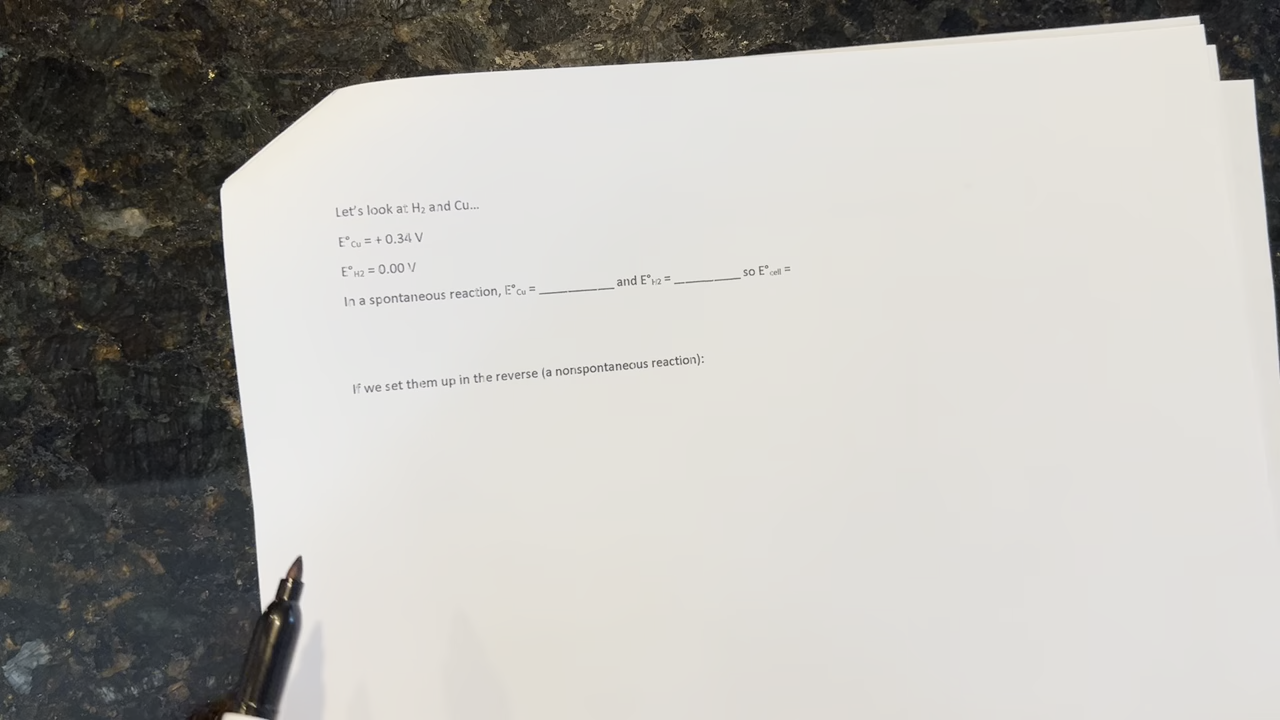 Let's look at H₂ and Cu...
E°Cu = + 0.34 V
E°H2 = 0.00 V
In a spontaneous reaction, E°Cu = __________ and E°H2 = _________ so E°cell =
If we set them up in the reverse (a nonspontaneous reaction):